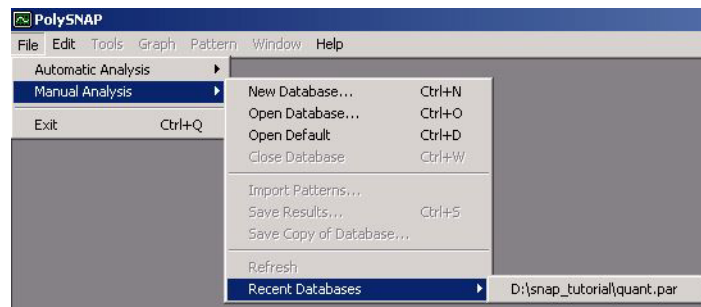 PolySNAP
File Edit Tools Graph Pattern Window Help
Automatic Analysis
Manual Analysis
Exit Ctrl+Q
New Database... Ctrl+N
Open Database... Ctrl+O
Open Default Ctrl+D
Close Database Ctrl+W
Import Patterns...
Save Results... Ctrl+S
Save Copy of Database...
Refresh
Recent Databases
D:\snap_tutorial\quant.par